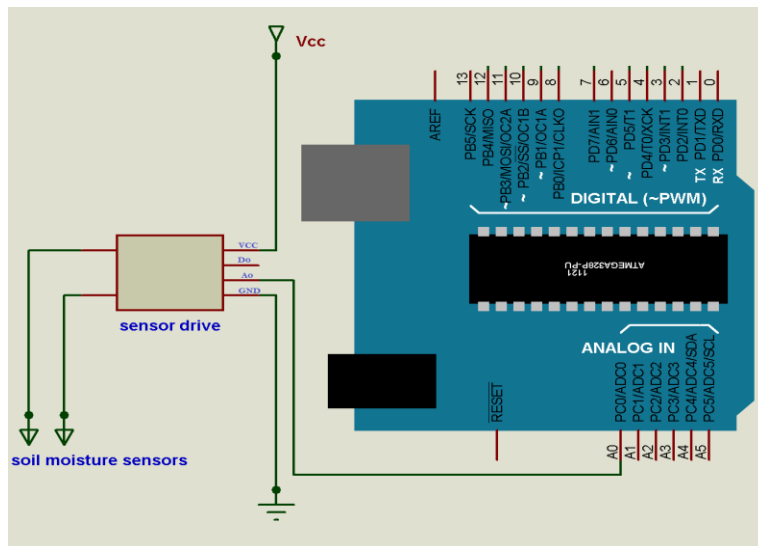 Vcc
AREF
13
12
11
10
9
8
7
6
5
4
3
2
1
0
PB5/SCK
PB4/MISO
~PB3/MOSI/OC2A
~PB2/SS/OC1B
~PB1/OC1A
PB0/ICP1/CLKO
PD7/AIN1
~PD6/AIN0
~PD5/T1
PD4/T0/XCK
~PD3/INT1
PD2/INT0
TX PD1/TXD
RX PD0/RXD
DIGITAL (~PWM)
VCC
Do
Ao
GND
sensor drive
1121
ATMEGA328P-PU
ANALOG IN
RESET
PC0/ADC0
PC1/ADC1
PC2/ADC2
PC3/ADC3
PC4/ADC4/SDA
PC5/ADC5/SCL
A0
A1
A2
A3
A4
A5
soil moisture sensors